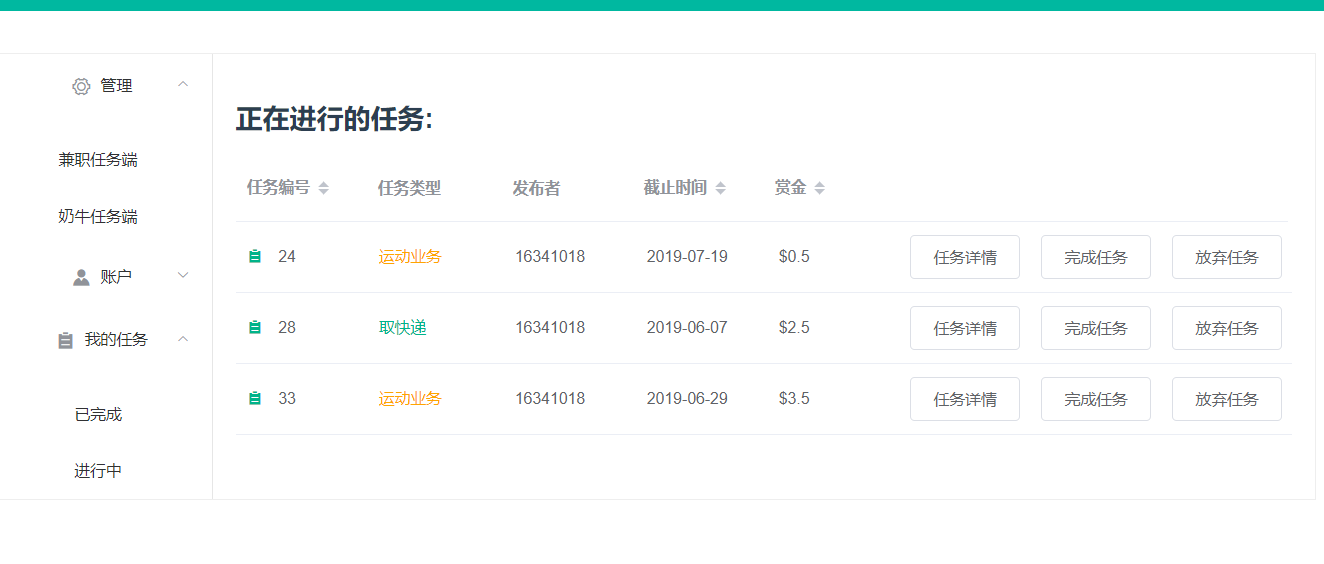 管理
兼职任务端
奶牛任务端
账户
我的任务
已完成
进行中
正在进行的任务:
任务编号 任务类型 发布者 截止时间 赏金
24 运动业务 16341018 2019-07-19 $0.5 任务详情 完成任务 放弃任务
28 取快递 16341018 2019-06-07 $2.5 任务详情 完成任务 放弃任务
33 运动业务 16341018 2019-06-29 $3.5 任务详情 完成任务 放弃任务